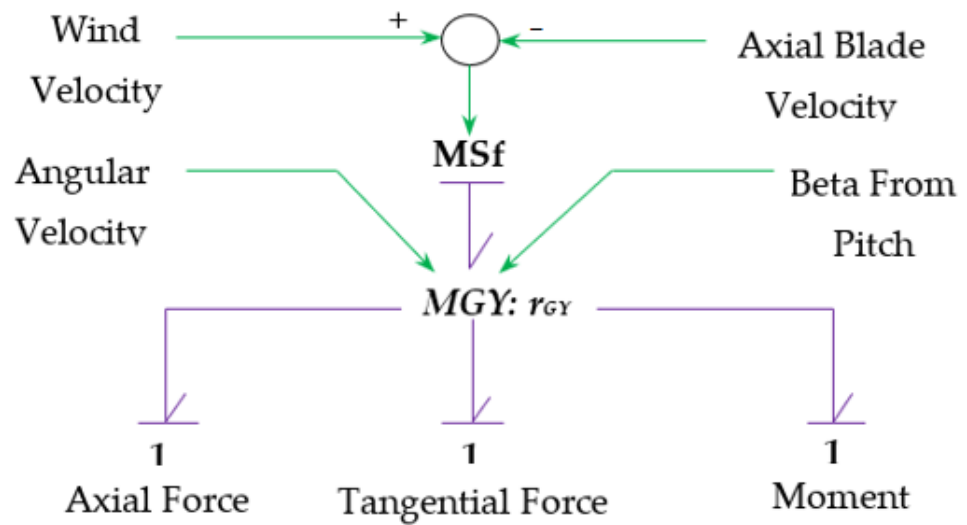 Wind
Velocity
+
−
Axial Blade
Velocity
MSf
Angular
Velocity
Beta From
Pitch
MGY: rGY
1
Axial Force
1
Tangential Force
1
Moment